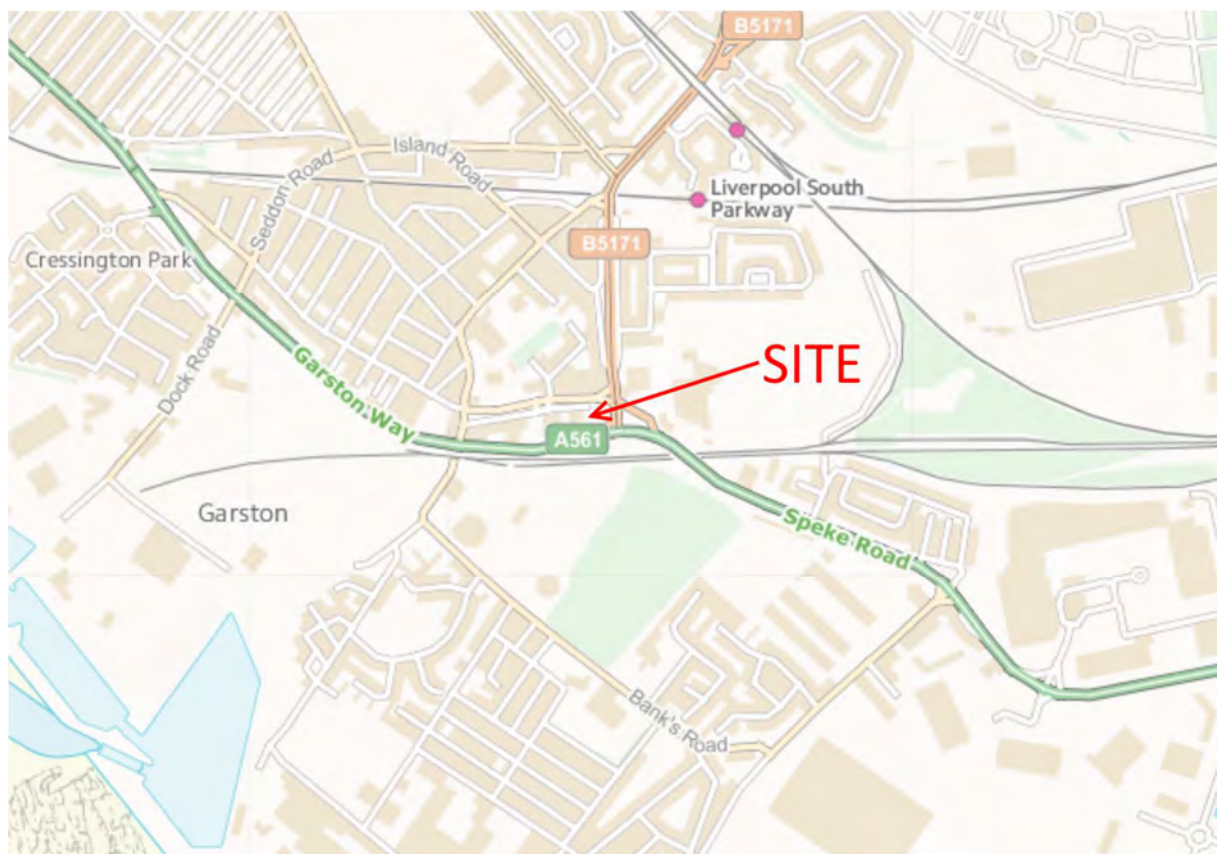 B5171
Island Road
Seddon Road
Liverpool South
Parkway
B5171
Cressington Park
SITE
Dock Road
Garston Way
A561
Garston
Speke Road
Bank's Road